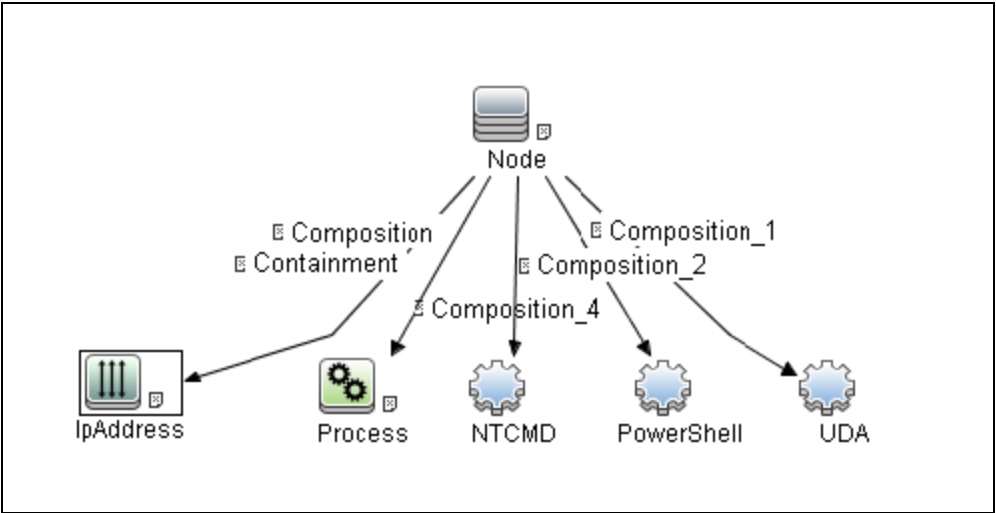 Node
Composition
Composition_1
Containment
Composition_2
Composition_4
IpAddress
Process
NTCMD
PowerShell
UDA